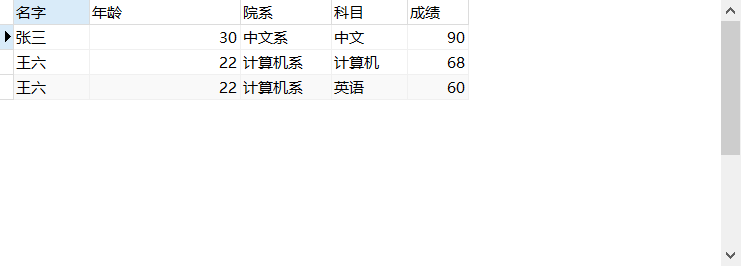 名字 年龄 院系 科目 成绩
张三 30 中文系 中文 90
王六 22 计算机系 计算机 68
王六 22 计算机系 英语 60